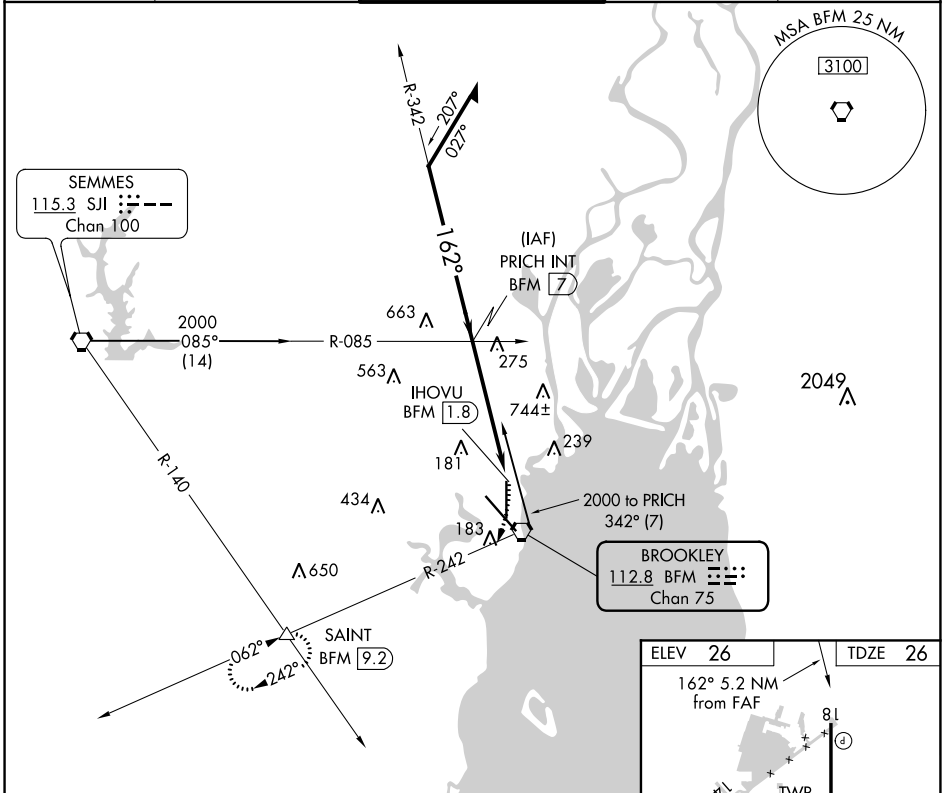 MSA BFM 25 NM
3100
R-342
207°
027°
SEMMES
115.3 SJI
Chan 100
162°
(IAF)
PRICH INT
BFM 7
663
2000
085°
(14)
R-085
275
563
IHOVU
BFM 1.8
744±
2049
239
181
R-140
434
2000 to PRICH
342° (7)
183
BROOKLEY
112.8 BFM
Chan 75
R-242
650
SAINT
BFM 9.2
062°
242°
ELEV 26
TDZE 26
162° 5.2 NM
from FAF
18
P
14
TWR